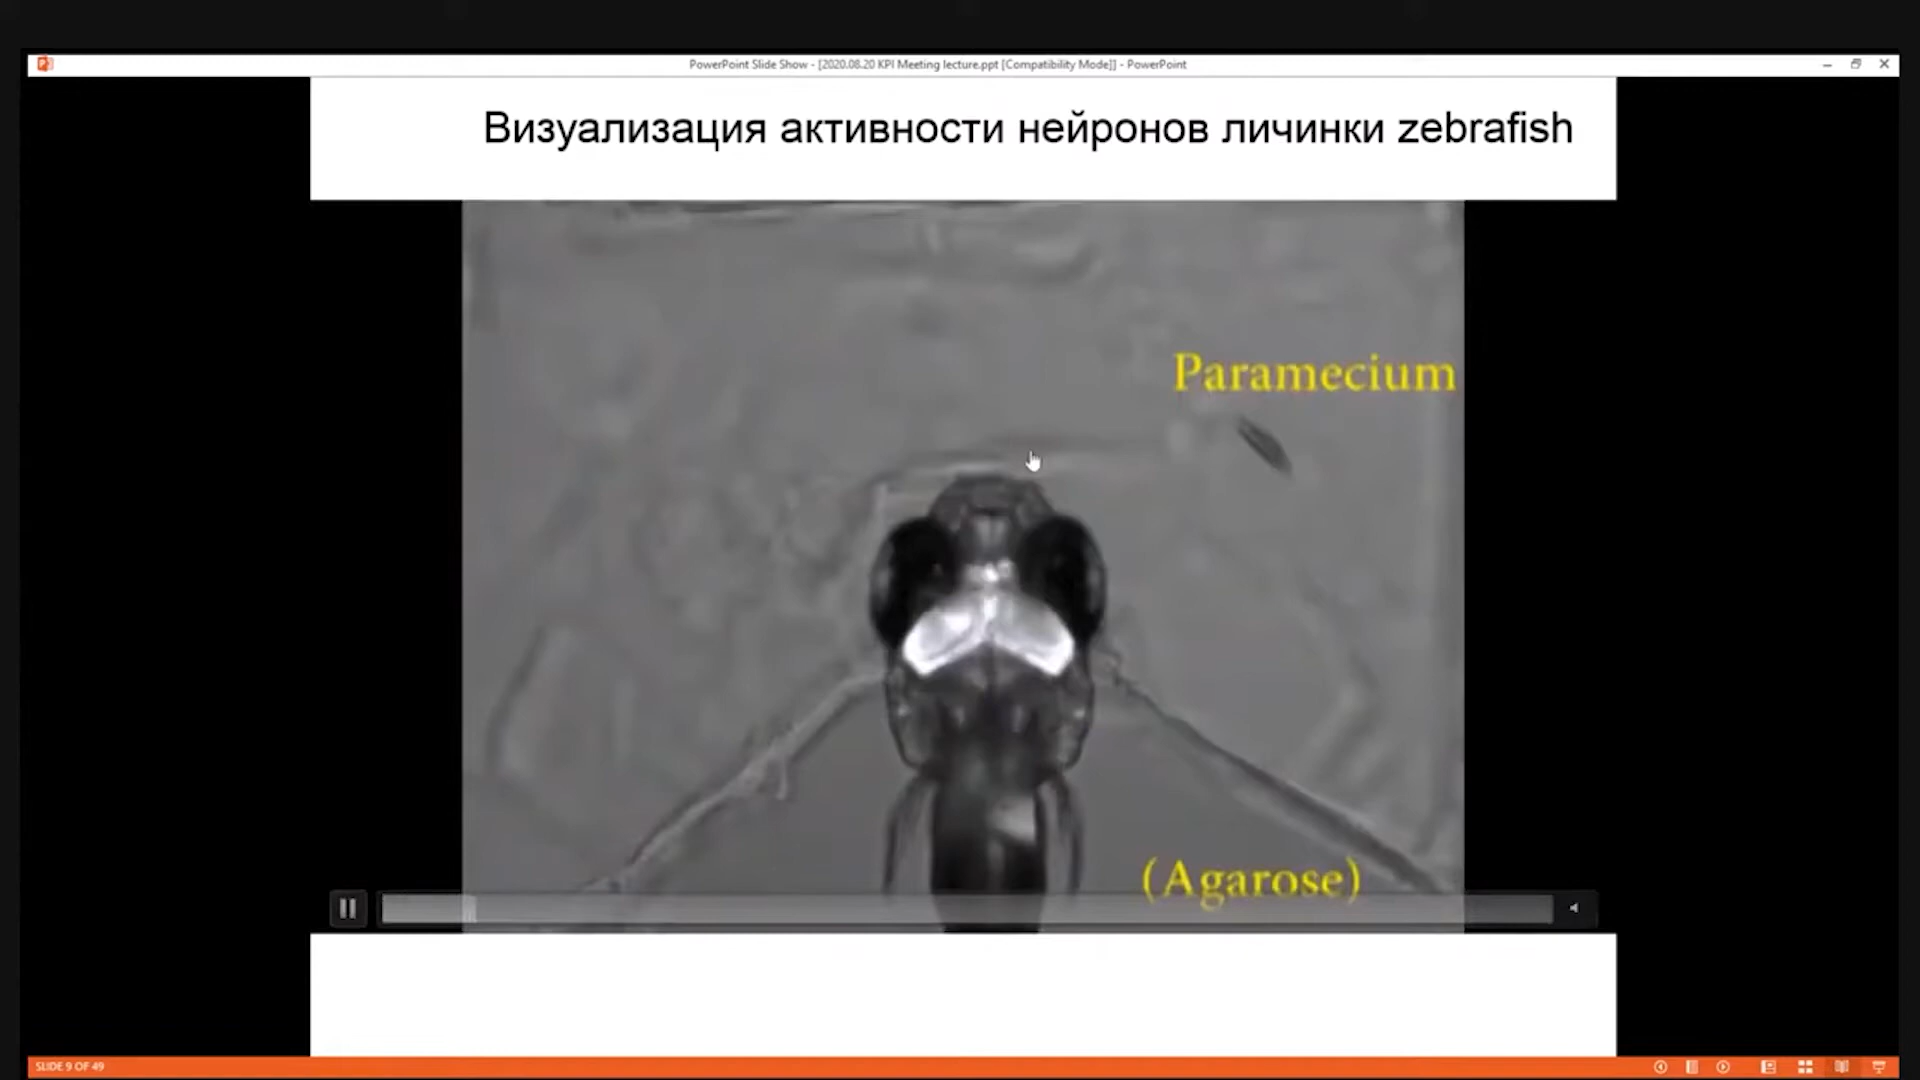 PowerPoint Slide Show - [2020.08.20 KPI Meeting lecture.ppt [Compatibility Mode]] - PowerPoint
Визуализация активности нейронов личинки zebrafish
Paramecium
(Agarose)
SLIDE 9 OF 49